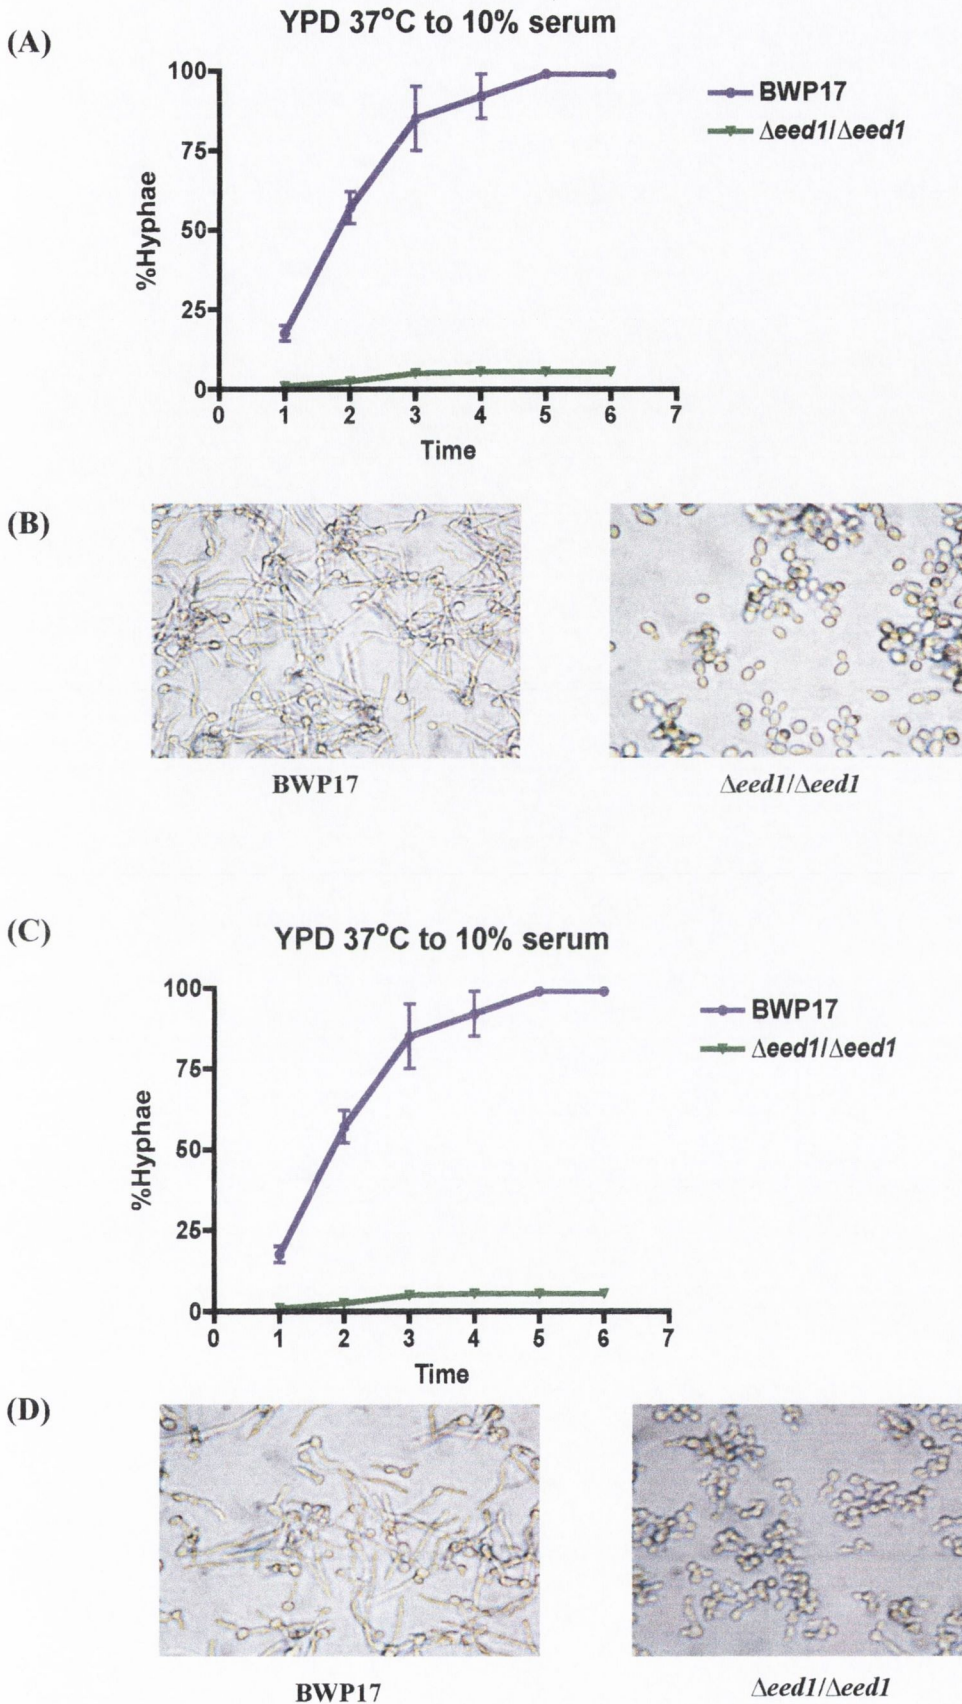 (A)
YPD 37°C to 10% serum
100
75
50
25
0
%Hyphae
0 1 2 3 4 5 6 7
Time
BWP17
Δeed1/Δeed1
(B)
BWP17
Δeed1/Δeed1
(C)
YPD 37°C to 10% serum
100
75
50
25
0
%Hyphae
0 1 2 3 4 5 6 7
Time
BWP17
Δeed1/Δeed1
(D)
BWP17
Δeed1/Δeed1